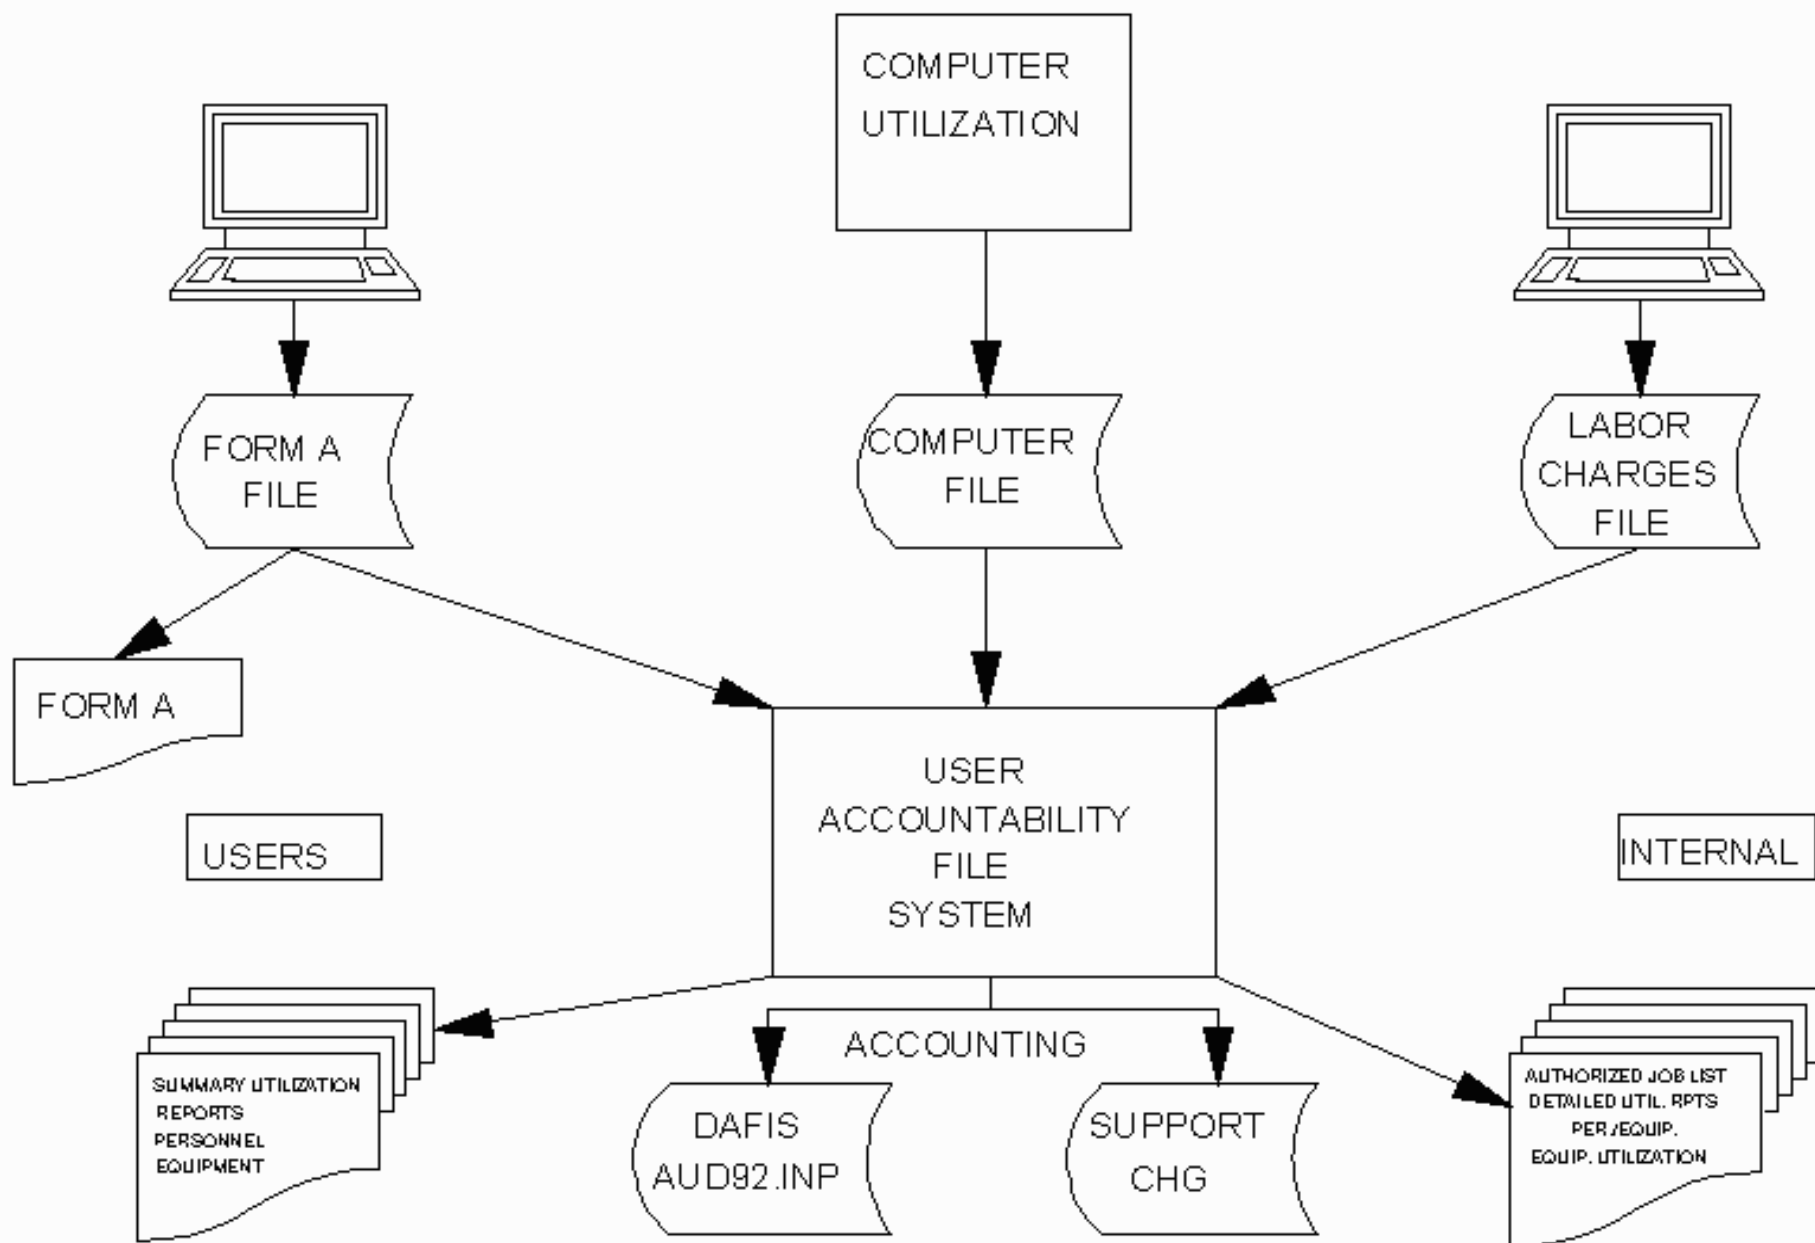 COMPUTER
UTILIZATION
FORM A
FILE
COMPUTER
FILE
LABOR
CHARGES
FILE
FORM A
USER
ACCOUNTABILITY
FILE
SYSTEM
USERS
INTERNAL
ACCOUNTING
SUMMARY UTILIZATION
REPORTS
PERSONNEL
EQUIPMENT
DAFIS
AUD92.INP
SUPPORT
CHG
AUTHORIZED JOB LIST
DETAILED UTIL. RPTS
PER./EQUIP.
EQUIP. UTILIZATION